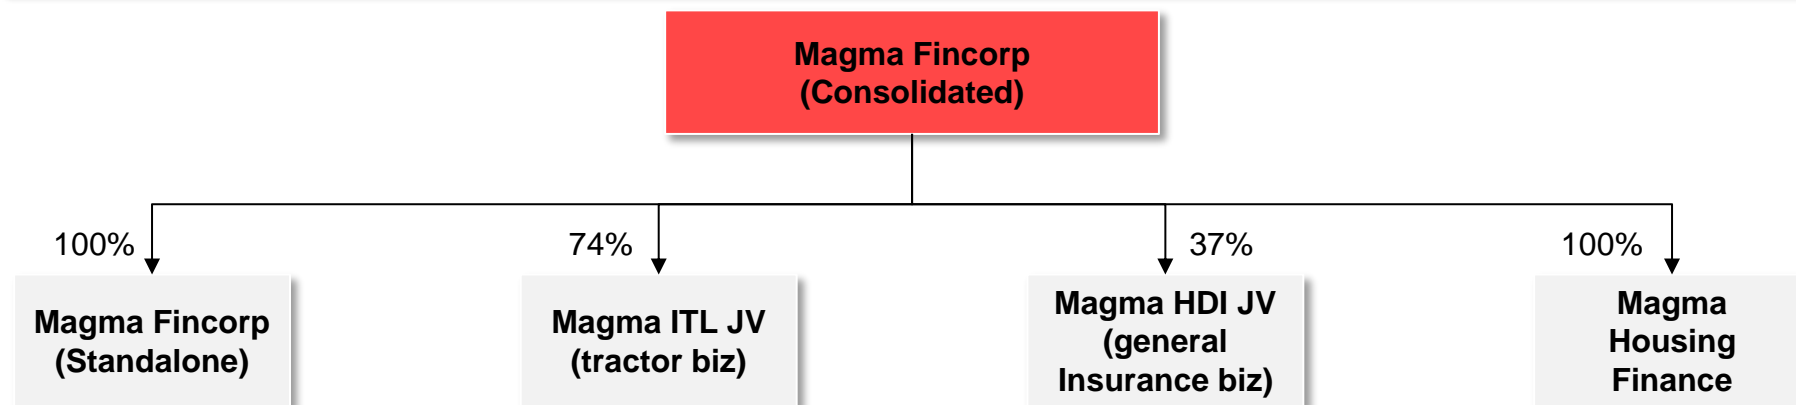 Magma Fincorp
(Consolidated)
100%
74%
37%
100%
Magma Fincorp
(Standalone)
Magma ITL JV
(tractor biz)
Magma HDI JV
(general
Insurance biz)
Magma
Housing
Finance